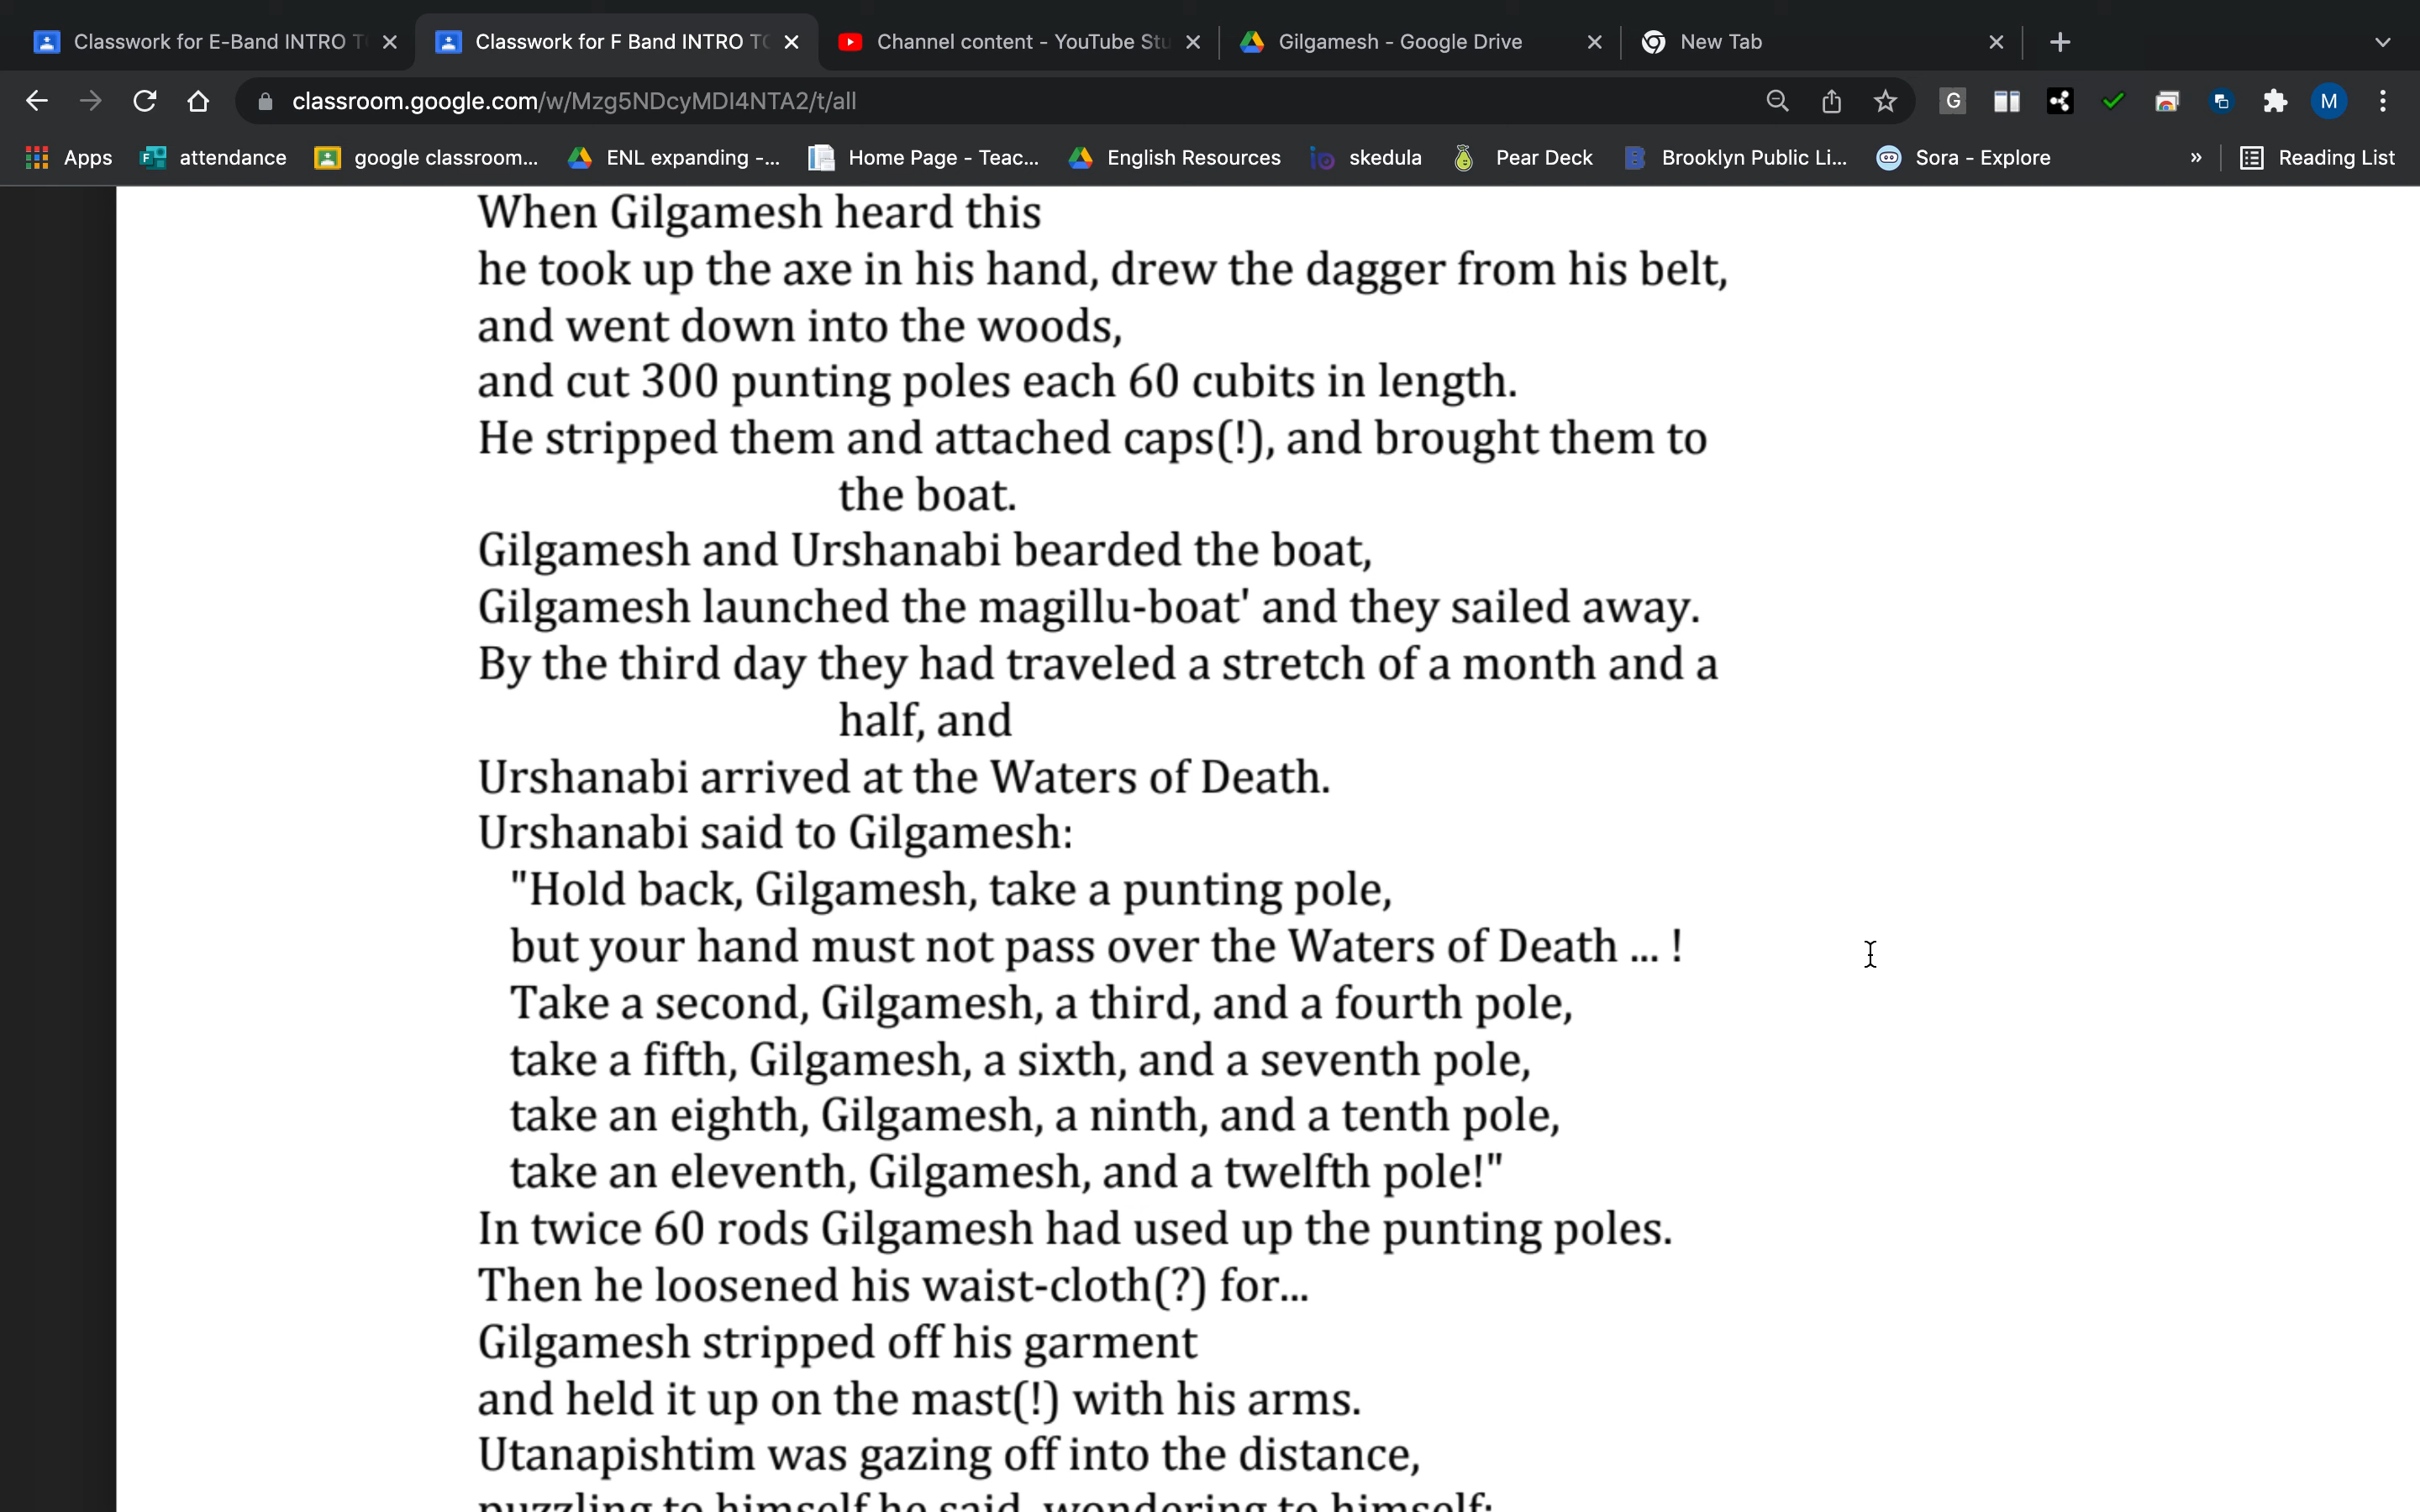 Classwork for E-Band INTRO T
Classwork for F Band INTRO TO
Channel content - YouTube Stu
Gilgamesh - Google Drive
New Tab
classroom.google.com/w/Mzg5NDcyMDI4NTA2/t/all
G
M
Apps
attendance
google classroom...
ENL expanding -...
Home Page - Teac...
English Resources
skedula
Pear Deck
Brooklyn Public Li...
Sora - Explore
»
Reading List
When Gilgamesh heard this
he took up the axe in his hand, drew the dagger from his belt,
and went down into the woods,
and cut 300 punting poles each 60 cubits in length.
He stripped them and attached caps(!), and brought them to
the boat.
Gilgamesh and Urshanabi bearded the boat,
Gilgamesh launched the magillu-boat' and they sailed away.
By the third day they had traveled a stretch of a month and a
half, and
Urshanabi arrived at the Waters of Death.
Urshanabi said to Gilgamesh:
"Hold back, Gilgamesh, take a punting pole,
but your hand must not pass over the Waters of Death ... !
Take a second, Gilgamesh, a third, and a fourth pole,
take a fifth, Gilgamesh, a sixth, and a seventh pole,
take an eighth, Gilgamesh, a ninth, and a tenth pole,
take an eleventh, Gilgamesh, and a twelfth pole!"
In twice 60 rods Gilgamesh had used up the punting poles.
Then he loosened his waist-cloth(?) for...
Gilgamesh stripped off his garment
and held it up on the mast(!) with his arms.
Utanapishtim was gazing off into the distance,
puzzling to himself he said, wondering to himself: